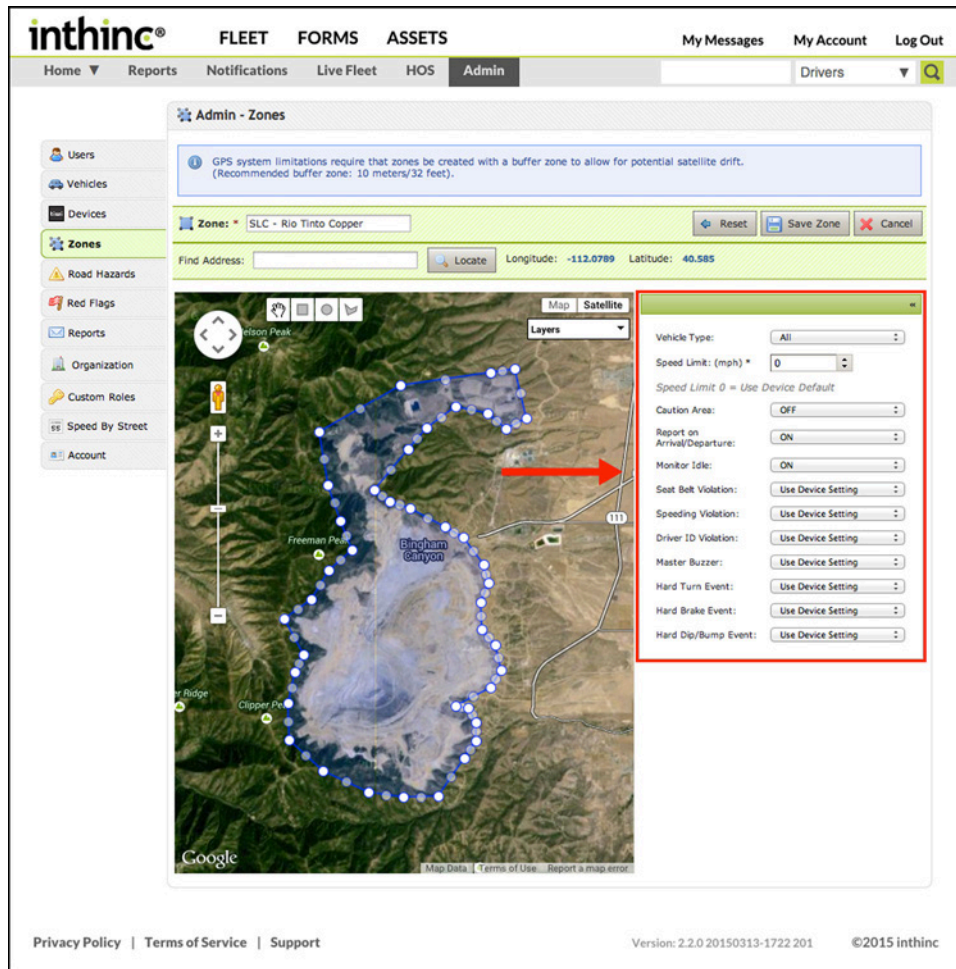 inthinc®
FLEET FORMS ASSETS
My Messages My Account Log Out
Home ▼ Reports Notifications Live Fleet HOS Admin
Drivers ▼
Admin - Zones
Users
Vehicles
Devices
Zones
Road Hazards
Red Flags
Reports
Organization
Custom Roles
Speed By Street
Account
GPS system limitations require that zones be created with a buffer zone to allow for potential satellite drift.
(Recommended buffer zone: 10 meters/32 feet).
Zone: * SLC - Rio Tinto Copper
Reset Save Zone Cancel
Find Address: Locate Longitude: -112.0789 Latitude: 40.585
Map Satellite
Layers
elson Peak
Freeman Peak
Bingham
Canyon
111
er Ridge
Clipper Pe
Google
Map Data Terms of Use Report a map error
«
Vehicle Type: All
Speed Limit: (mph) * 0
Speed Limit 0 = Use Device Default
Caution Area: OFF
Report on
Arrival/Departure: ON
Monitor Idle: ON
Seat Belt Violation: Use Device Setting
Speeding Violation: Use Device Setting
Driver ID Violation: Use Device Setting
Master Buzzer: Use Device Setting
Hard Turn Event: Use Device Setting
Hard Brake Event: Use Device Setting
Hard Dip/Bump Event: Use Device Setting
Privacy Policy | Terms of Service | Support
Version: 2.2.0 20150313-1722 201 ©2015 inthinc